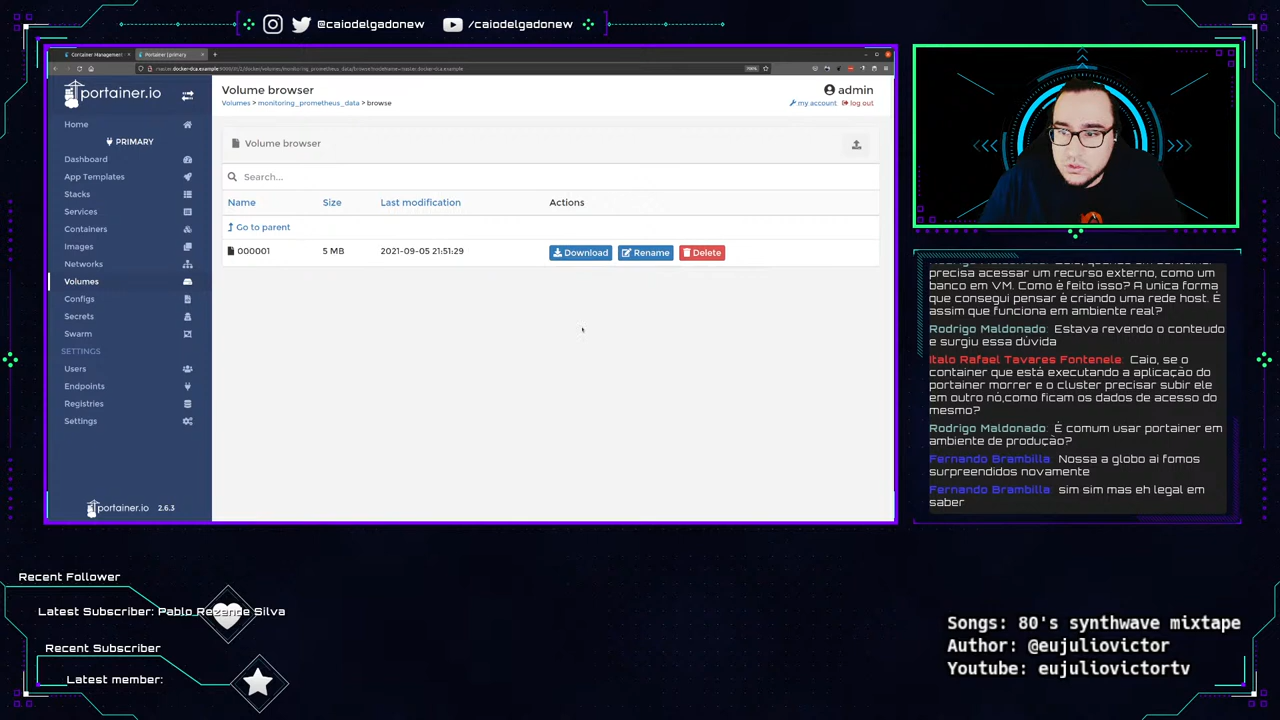 @caiodelgadonew
/caiodelgadonew
Container Management
Portainer | primary
portainer.io
Volume browser
Volumes > monitoring_prometheus_data > browse
admin
my account
log out
Home
PRIMARY
Dashboard
App Templates
Stacks
Services
Containers
Images
Networks
Volumes
Configs
Secrets
Swarm
SETTINGS
Users
Endpoints
Registries
Settings
portainer.io 2.6.3
Volume browser
Search...
Name Size Last modification Actions
Go to parent
000001 5 MB 2021-09-05 21:51:29 Download Rename Delete
precisa acessar um recurso externo, como um
banco em VM. Como é feito isso? A unica forma
que consegui pensar é criando uma rede host. É
assim que funciona em ambiente real?
Rodrigo Maldonado: Estava revendo o conteudo
e surgiu essa dúvida
Italo Rafael Tavares Fontenele: Caio, se o
container que está executando a aplicação do
portainer morrer e o cluster precisar subir ele
em outro nó,como ficam os dados de acesso do
mesmo?
Rodrigo Maldonado: É comum usar portainer em
ambiente de produção?
Fernando Brambilla: Nossa a globo ai fomos
surpreendidos novamente
Fernando Brambilla: sim sim mas eh legal em
saber
Recent Follower
Latest Subscriber: Pablo Rezende Silva
Recent Subscriber
Latest member:
Songs: 80's synthwave mixtape
Author: @eujuliovictor
Youtube: eujuliovictortv